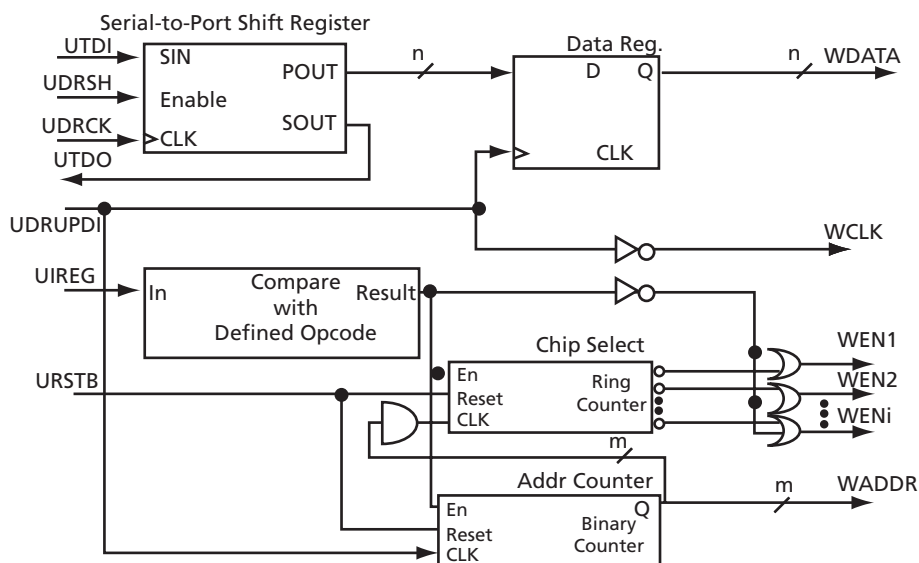 Serial-to-Port Shift Register
UTDI
SIN
POUT
n
Data Reg.
D
Q
n
WDATA
UDRSH
Enable
SOUT
UDRCK
CLK
CLK
UTDO
UDRUPDI
WCLK
UIREG
In
Compare
with
Defined Opcode
Result
Chip Select
WEN1
En
Ring
Counter
URSTB
Reset
WEN2
CLK
WENi
m
Addr Counter
m
WADDR
En
Q
Reset
Binary
Counter
CLK